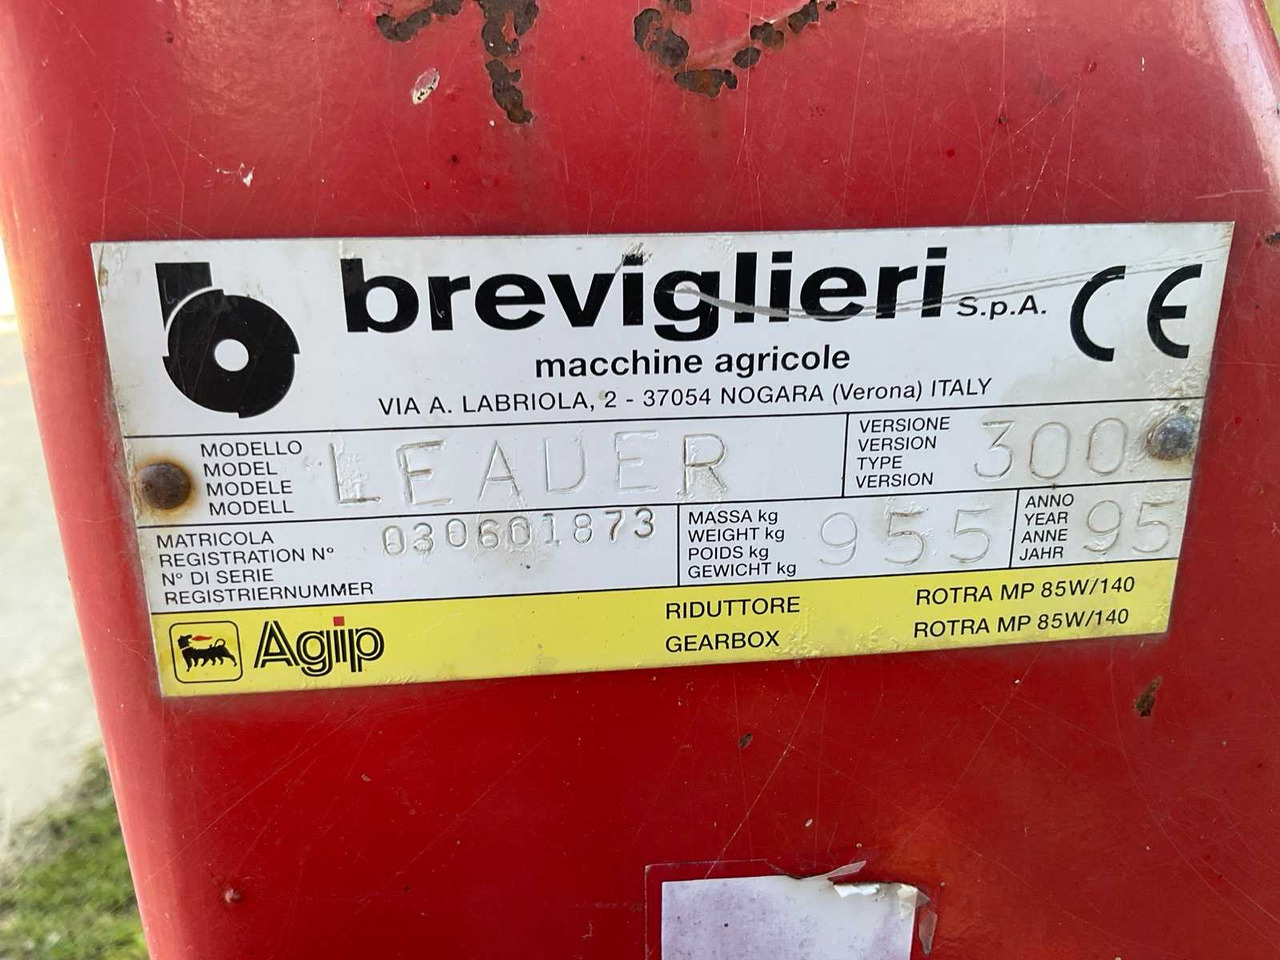 breviglieri S.p.A. CE
macchine agricole
VIA A. LABRIOLA, 2 - 37054 NOGARA (Verona) ITALY
MODELLO
MODEL
MODELE
MODELL
LEADER
VERSIONE
VERSION
TYPE
VERSION
300
MATRICOLA
REGISTRATION N°
N° DI SERIE
REGISTRIERNUMMER
030601873
MASSA kg
WEIGHT kg
POIDS kg
GEWICHT kg
955
ANNO
YEAR
ANNE
JAHR
95
Agip
RIDUTTORE ROTRA MP 85W/140
GEARBOX ROTRA MP 85W/140